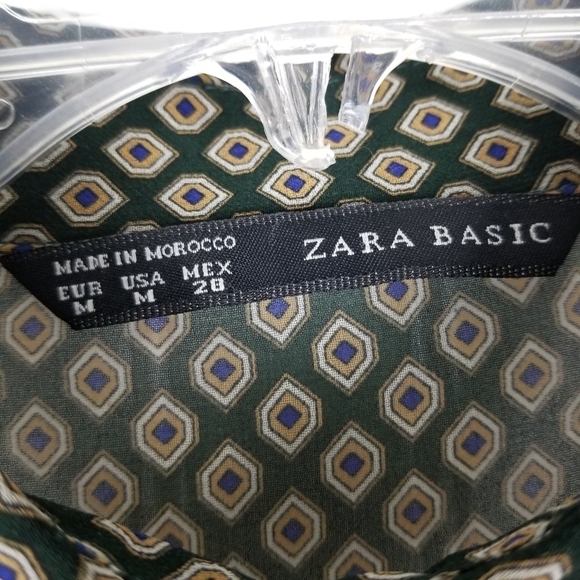 MADE IN MOROCCO
EUR USA MEX
M M 28
ZARA BASIC